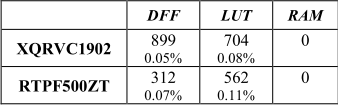 DFF LUT RAM
XQRVC1902 899 704 0
0.05% 0.08%
RTPF500ZT 312 562 0
0.07% 0.11%